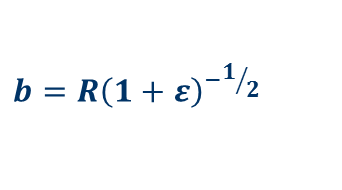 b = R(1 + ε)^{-1/2}